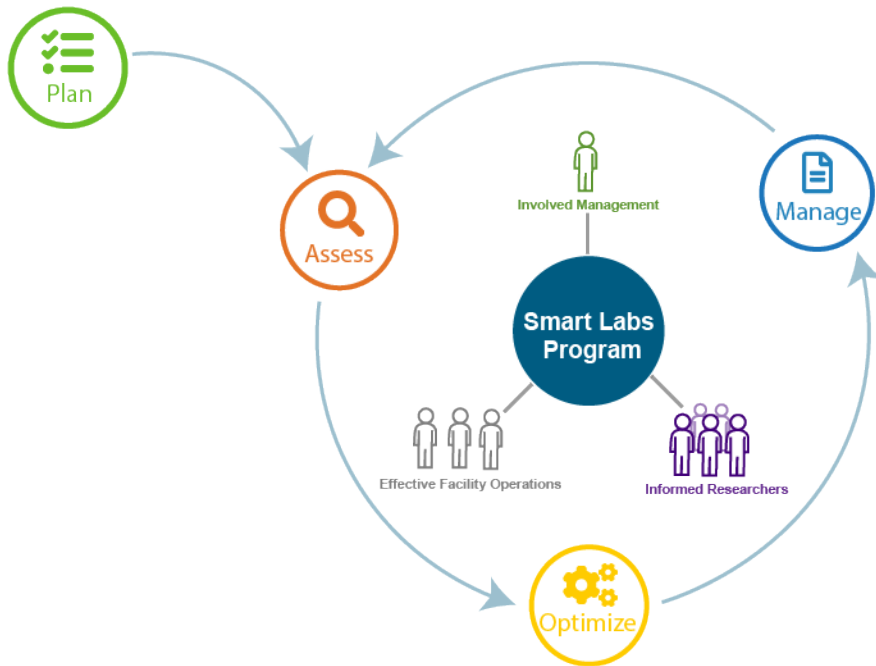 Plan
Assess
Involved Management
Manage
Smart Labs
Program
Effective Facility Operations
Informed Researchers
Optimize